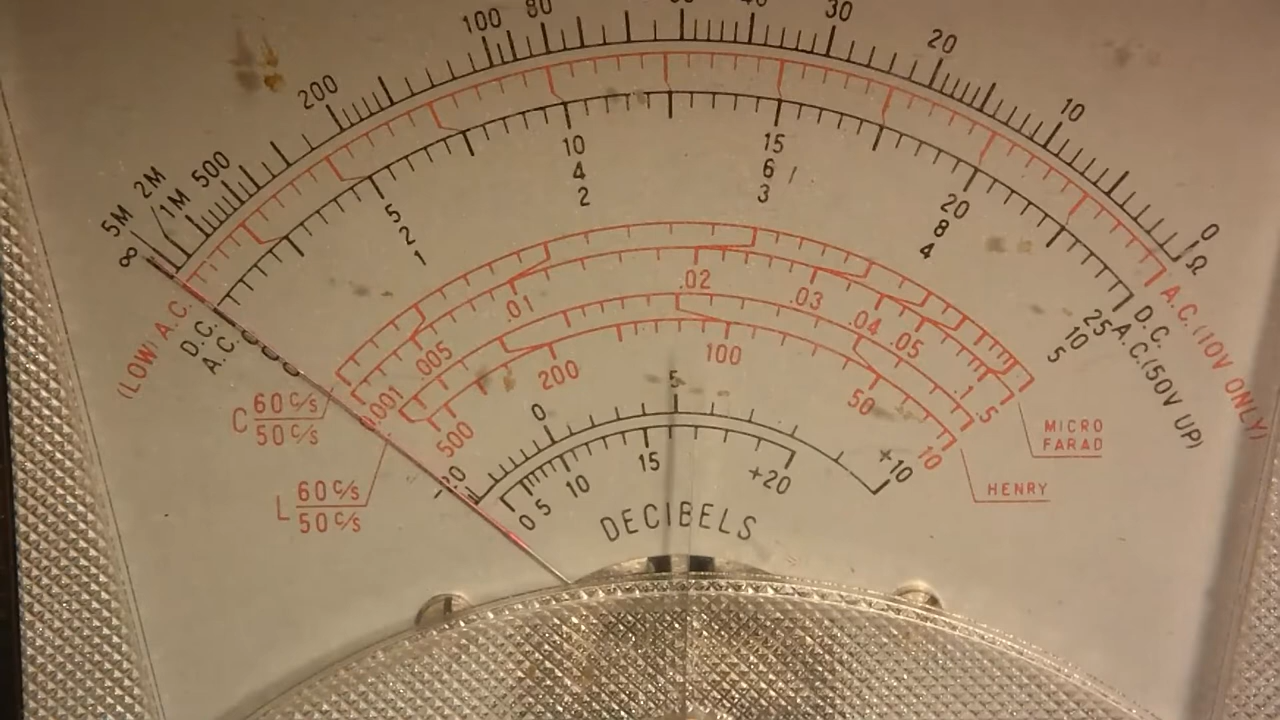 ∞ 5M 2M 1M 500 200 100 80 30 20 10 0 Ω
(LOW) A.C. A.C.(10V ONLY)
D.C. 5 10 15 20 25 D.C.
A.C. 2 4 6 8 10 A.C.(50V UP)
0 1 2 3 4 5
C 60 c/s
50 c/s
.001 .005 .01 .02 .03 .04 .05 .1 .5
MICRO
FARAD
L 60 c/s
50 c/s
500 200 100 50 10
HENRY
0 5 +10
0 5 10 15 +20
DECIBELS